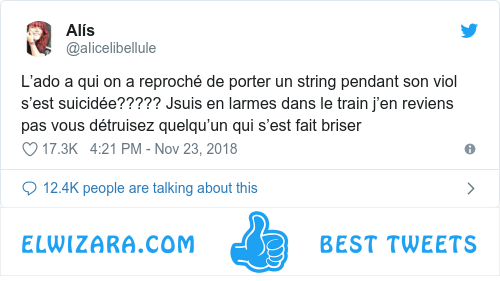 Alís
@alicelibellule
L'ado a qui on a reproché de porter un string pendant son viol
s'est suicidée????? Jsuis en larmes dans le train j'en reviens
pas vous détruisez quelqu'un qui s'est fait briser
17.3K 4:21 PM - Nov 23, 2018
12.4K people are talking about this
ELWIZARA.COM BEST TWEETS